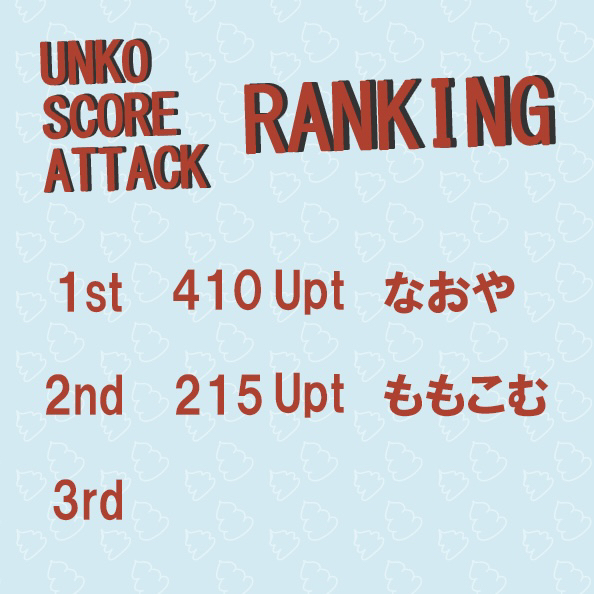 UNKO
SCORE
ATTACK
RANKING
1st 410 Upt なおや
2nd 215 Upt ももこむ
3rd